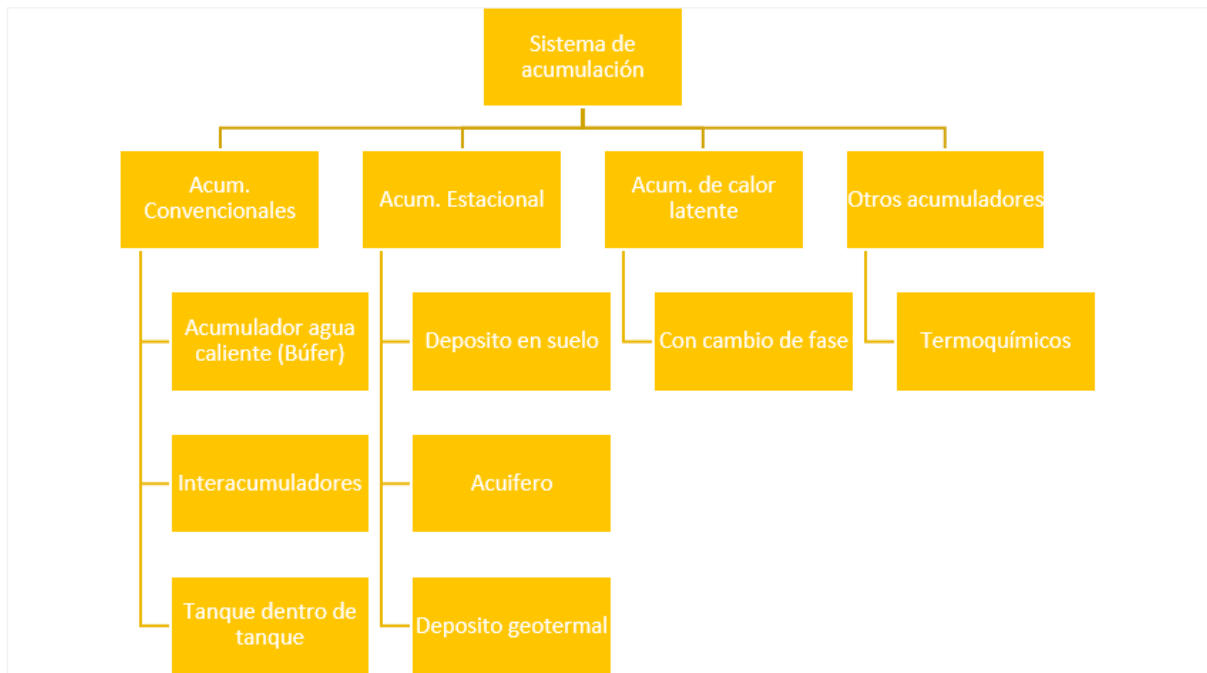 Sistema de
acumulación
Acum.
Convencionales
Acum. Estacional
Acum. de calor
latente
Otros acumuladores
Acumulador agua
caliente (Búfer)
Deposito en suelo
Con cambio de fase
Termoquímicos
Interacumuladores
Acuifero
Tanque dentro de
tanque
Deposito geotermal